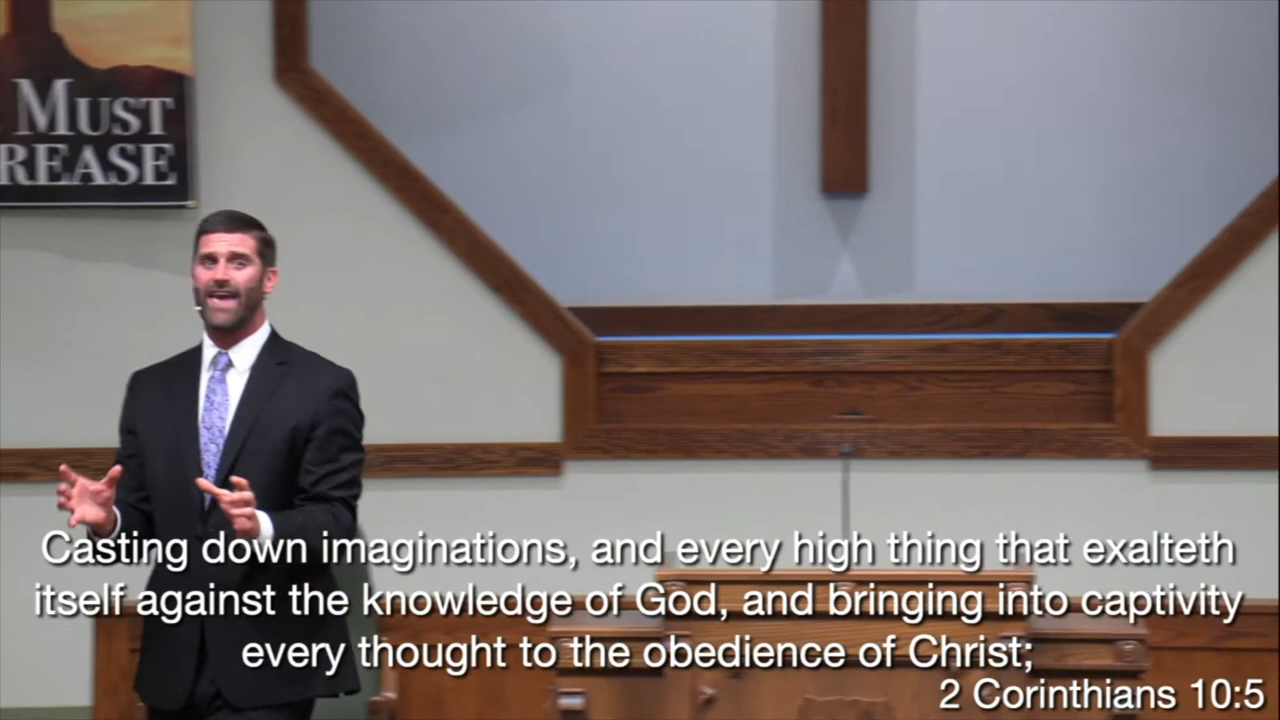 MUST
REASE
Casting down imaginations, and every high thing that exalteth
itself against the knowledge of God, and bringing into captivity
every thought to the obedience of Christ;
2 Corinthians 10:5